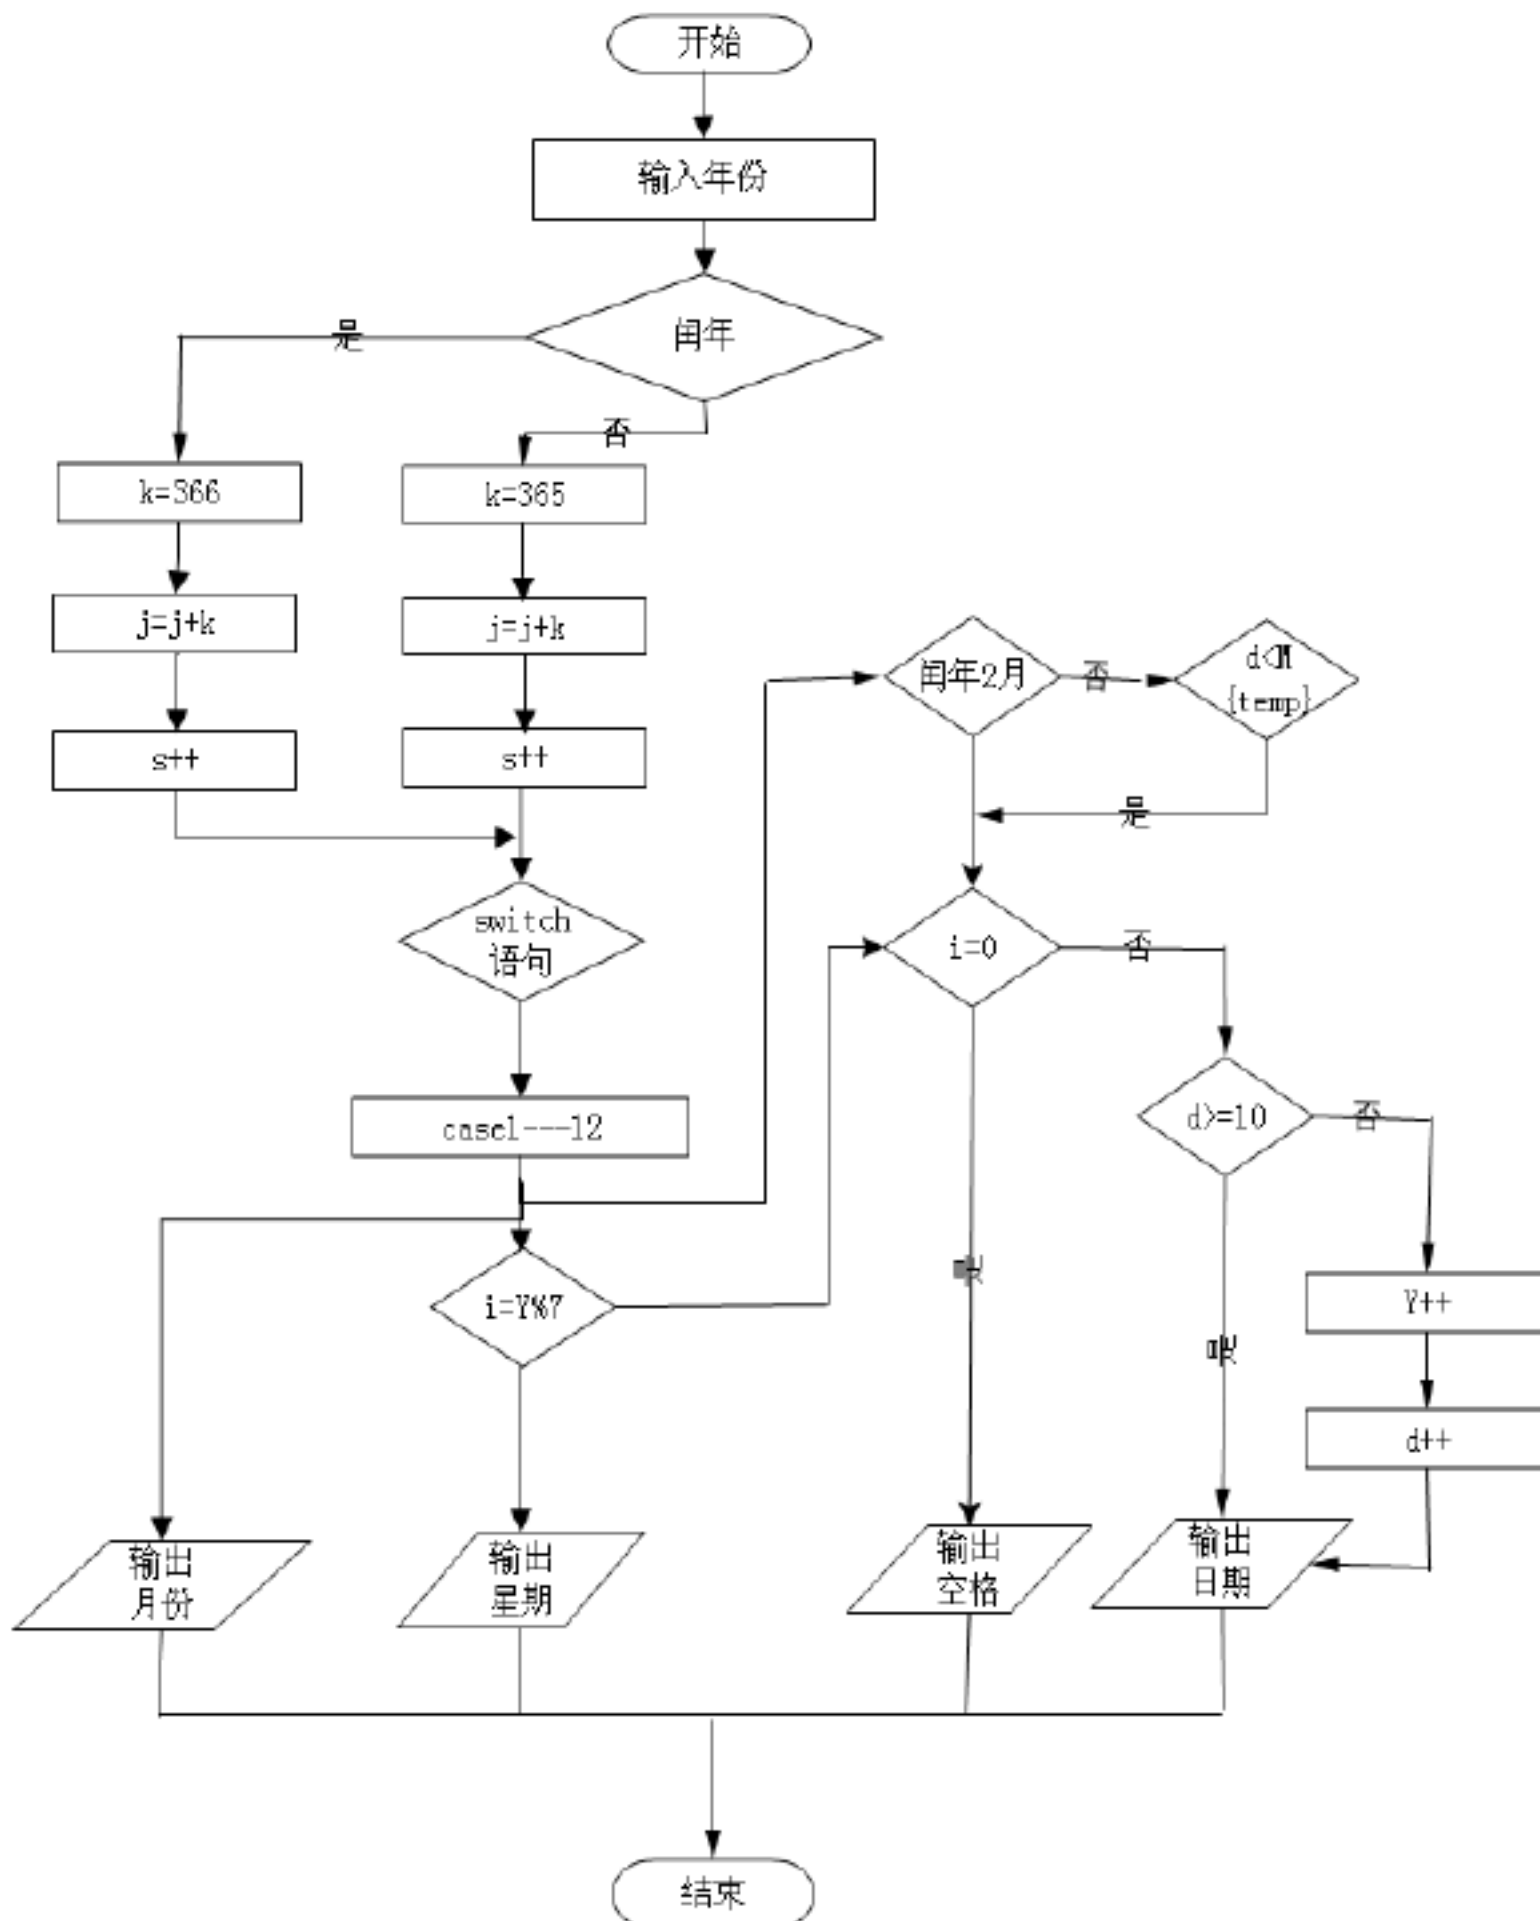 开始
输入年份
闰年
是
否
k=366
k=365
j=j+k
j=j+k
闰年2月
否
d<M
{temp}
s++
s++
是
switch
语句
i=0
否
case1---12
d>=10
否
是
i=Y%7
Y++
是
d++
输出
月份
输出
星期
输出
空格
输出
日期
结束